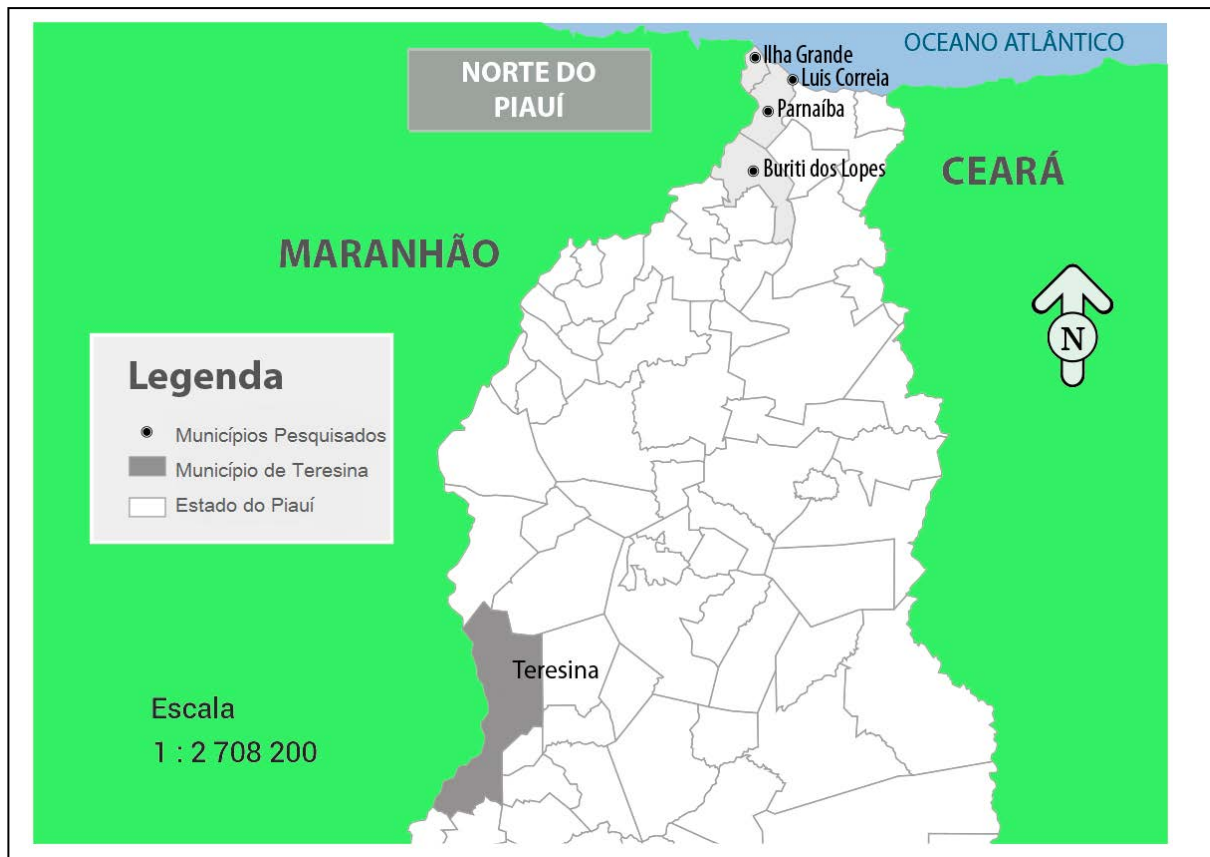 OCEANO ATLÂNTICO
NORTE DO
PIAUÍ
Ilha Grande
Luis Correia
Parnaíba
Buriti dos Lopes
CEARÁ
MARANHÃO
N
Legenda
Municípios Pesquisados
Município de Teresina
Estado do Piauí
Teresina
Escala
1 : 2 708 200